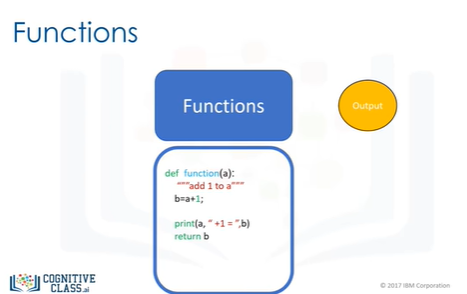 Functions
Functions
Output
def function(a):
"""add 1 to a"""
b=a+1;
print(a, " +1 = ",b)
return b
COGNITIVE
CLASS.ai
© 2017 IBM Corporation